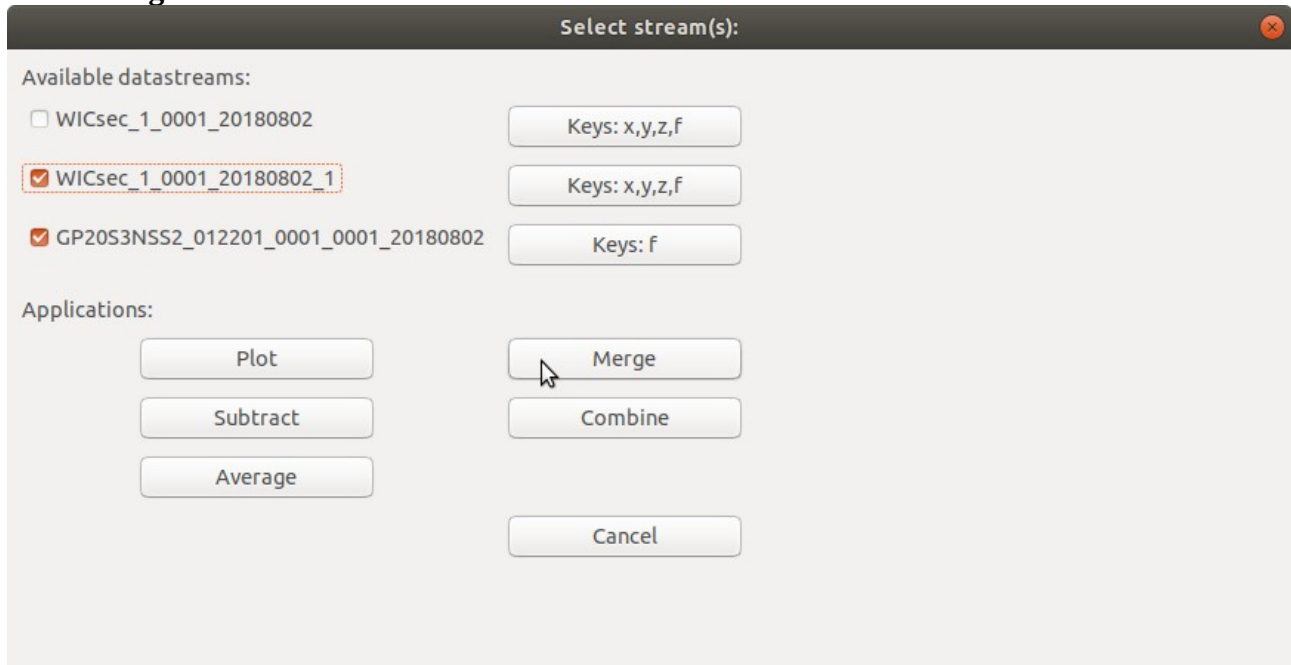 Select stream(s):
Available datastreams:
WICsec_1_0001_20180802
Keys: x,y,z,f
WICsec_1_0001_20180802_1
Keys: x,y,z,f
GP20S3NSS2_012201_0001_0001_20180802
Keys: f
Applications:
Plot
Merge
Subtract
Combine
Average
Cancel